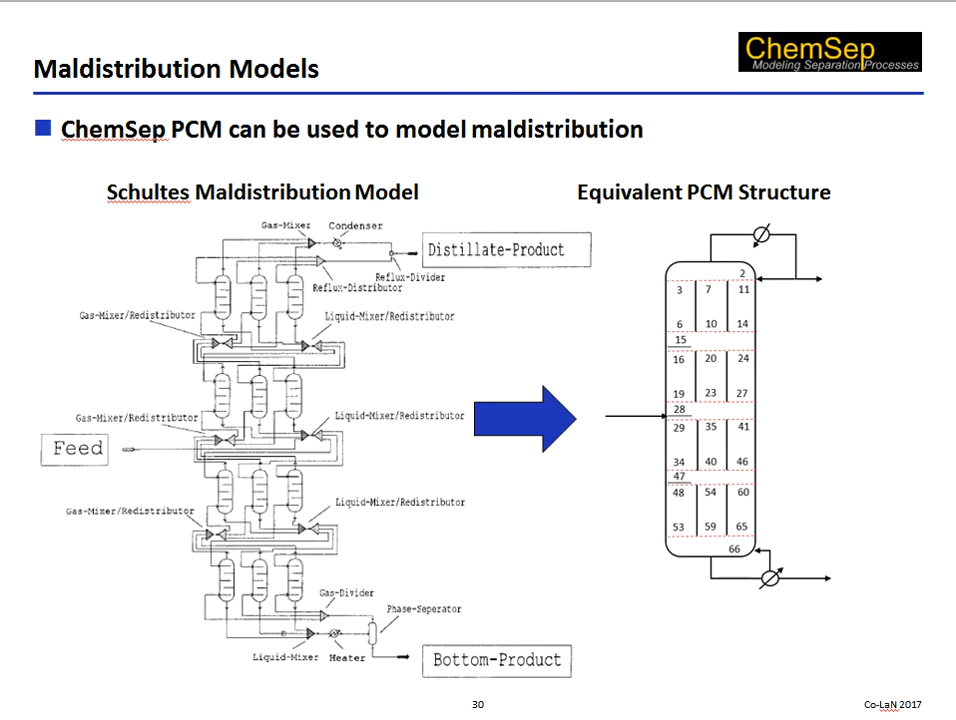 ChemSep
Modeling Separation Processes
Maldistribution Models
ChemSep PCM can be used to model maldistribution
Schultes Maldistribution Model
Equivalent PCM Structure
Gas-Mixer Condenser
Distillate-Product
Reflux-Divider
Reflux-Distributor
Gas-Mixer/Redistributor
Liquid-Mixer/Redistributor
Gas-Mixer/Redistributor
Liquid-Mixer/Redistributor
Feed
Gas-Mixer/Redistributor
Liquid-Mixer/Redistributor
Gas-Divider
Phase-Seperator
Liquid-Mixer Heater
Bottom-Product
2
3 7 11
6 10 14
15
16 20 24
19 23 27
28
29 35 41
34 40 46
47
48 54 60
53 59 65
66
30
Co-LaN 2017